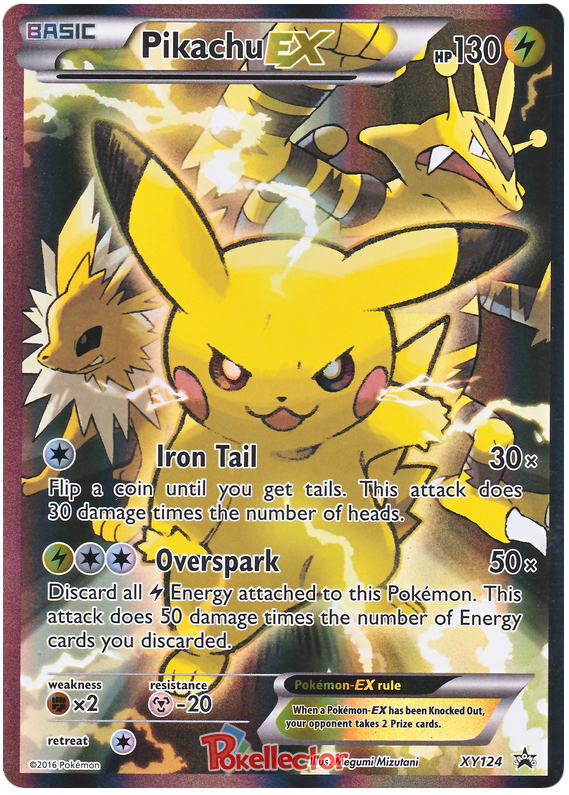 BASIC Pikachu EX HP130
Iron Tail 30×
Flip a coin until you get tails. This attack does
30 damage times the number of heads.
Overspark 50×
Discard all Energy attached to this Pokémon. This
attack does 50 damage times the number of Energy
cards you discarded.
weakness resistance
×2 -20
retreat
Pokémon-EX rule
When a Pokémon-EX has been Knocked Out,
your opponent takes 2 Prize cards.
©2016 Pokémon Pokellector Illus. Megumi Mizutani XY124